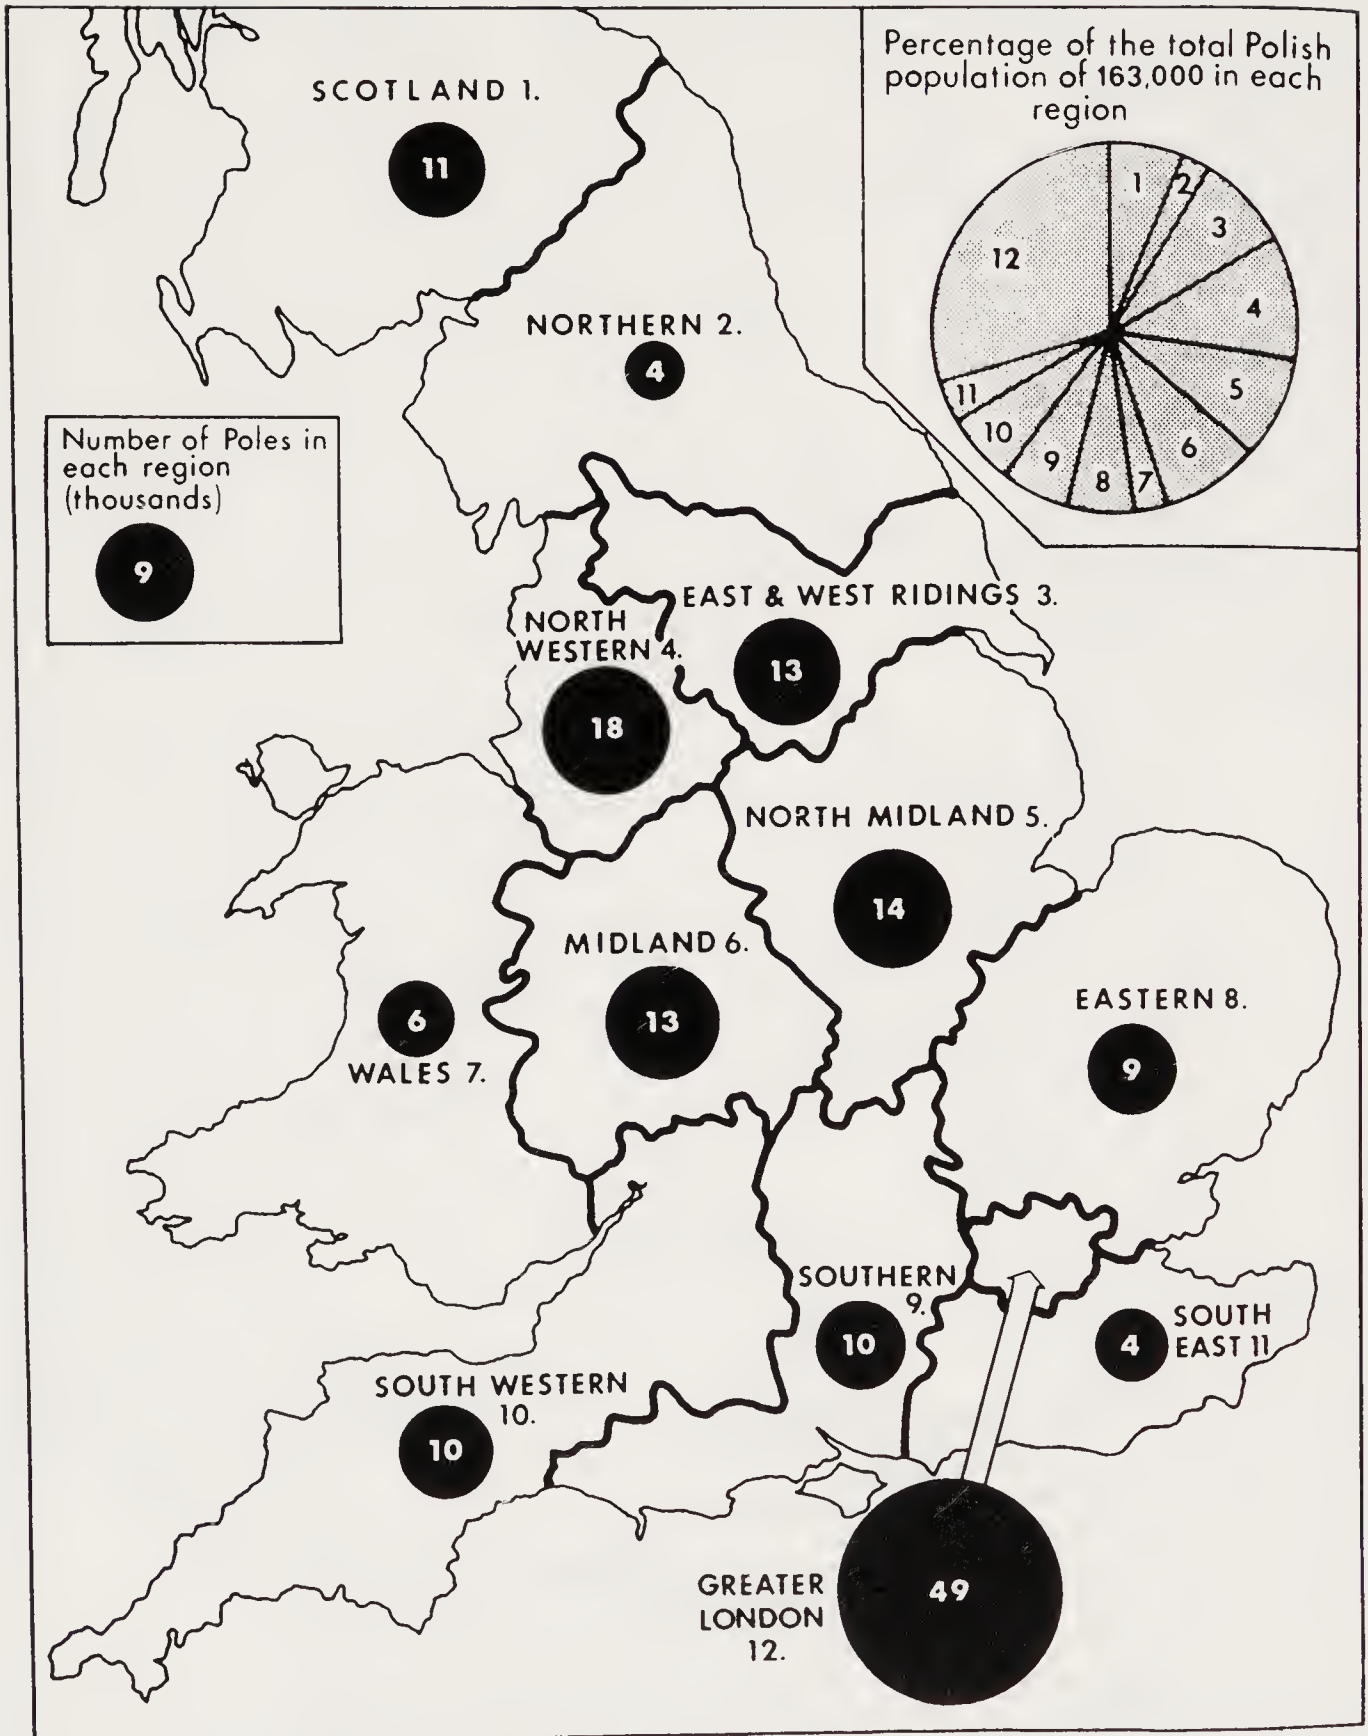 Percentage of the total Polish
population of 163,000 in each
region
1
2
3
4
5
6
7
8
9
10
11
12
SCOTLAND 1.
11
NORTHERN 2.
4
Number of Poles in
each region
(thousands)
9
EAST & WEST RIDINGS 3.
13
NORTH
WESTERN 4.
18
NORTH MIDLAND 5.
14
MIDLAND 6.
13
6
WALES 7.
EASTERN 8.
9
SOUTHERN
9.
10
SOUTH
EAST 11
4
SOUTH WESTERN
10.
10
GREATER
LONDON
12.
49